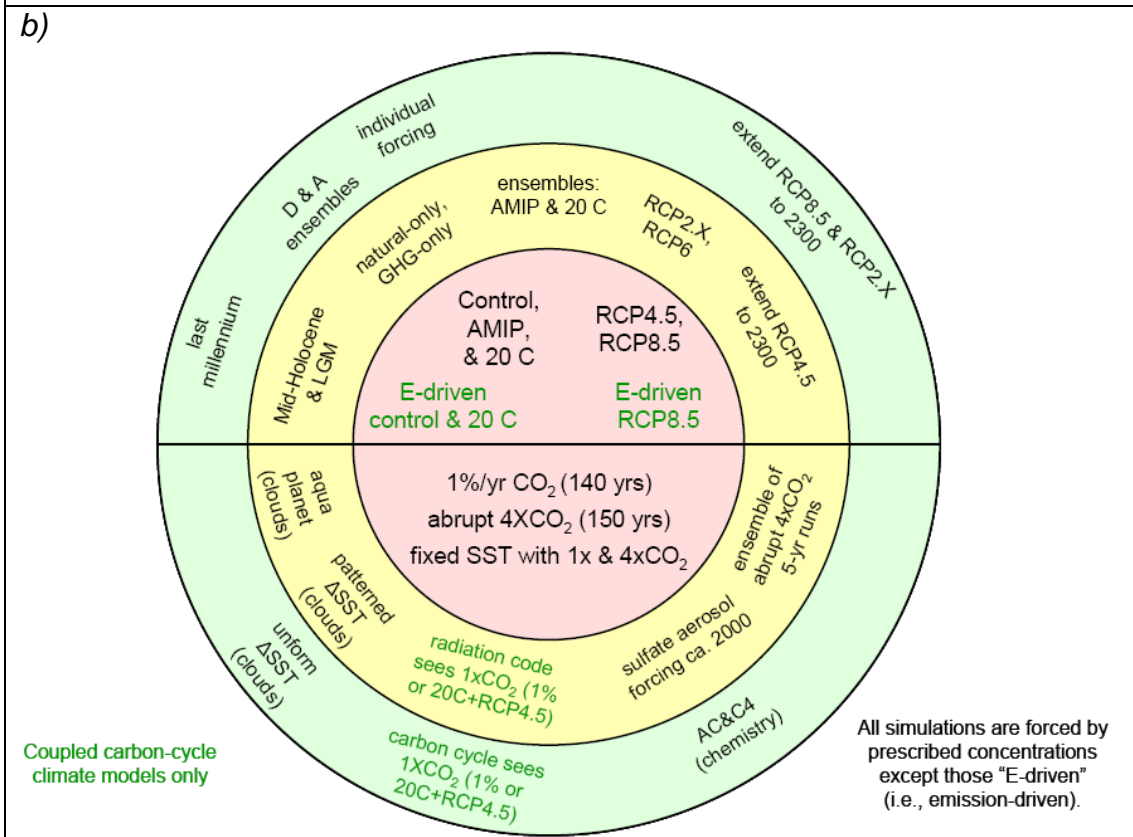 b)
individual
forcing
D & A
ensembles
last
millennium
extend RCP8.5 & RCP2.X
to 2300
ensembles:
AMIP & 20 C
natural-only,
GHG-only
Mid-Holocene
& LGM
RCP2.X,
RCP6
extend RCP4.5
to 2300
Control,
AMIP,
& 20 C
RCP4.5,
RCP8.5
E-driven
control & 20 C
E-driven
RCP8.5
1%/yr CO₂ (140 yrs)
abrupt 4XCO₂ (150 yrs)
fixed SST with 1x & 4xCO₂
aqua
planet
(clouds)
patterned
ΔSST
(clouds)
radiation code
sees 1xCO₂ (1%
or 20C+RCP4.5)
sulfate aerosol
forcing ca. 2000
ensemble of
abrupt 4xCO₂
5-yr runs
unform
ΔSST
(clouds)
carbon cycle sees
1XCO₂ (1% or
20C+RCP4.5)
AC&C4
(chemistry)
Coupled carbon-cycle
climate models only
All simulations are forced by
prescribed concentrations
except those “E-driven”
(i.e., emission-driven).